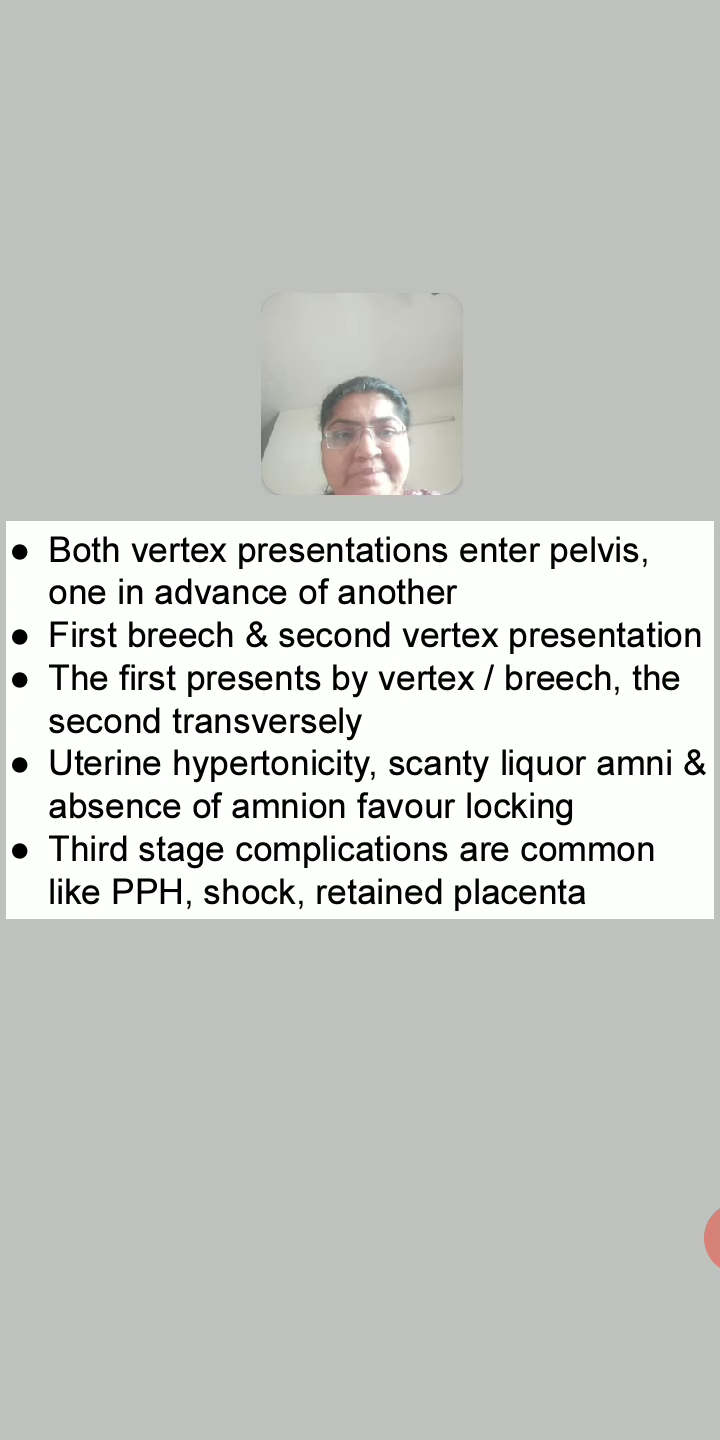 ● Both vertex presentations enter pelvis,
one in advance of another
● First breech & second vertex presentation
● The first presents by vertex / breech, the
second transversely
● Uterine hypertonicity, scanty liquor amni &
absence of amnion favour locking
● Third stage complications are common
like PPH, shock, retained placenta